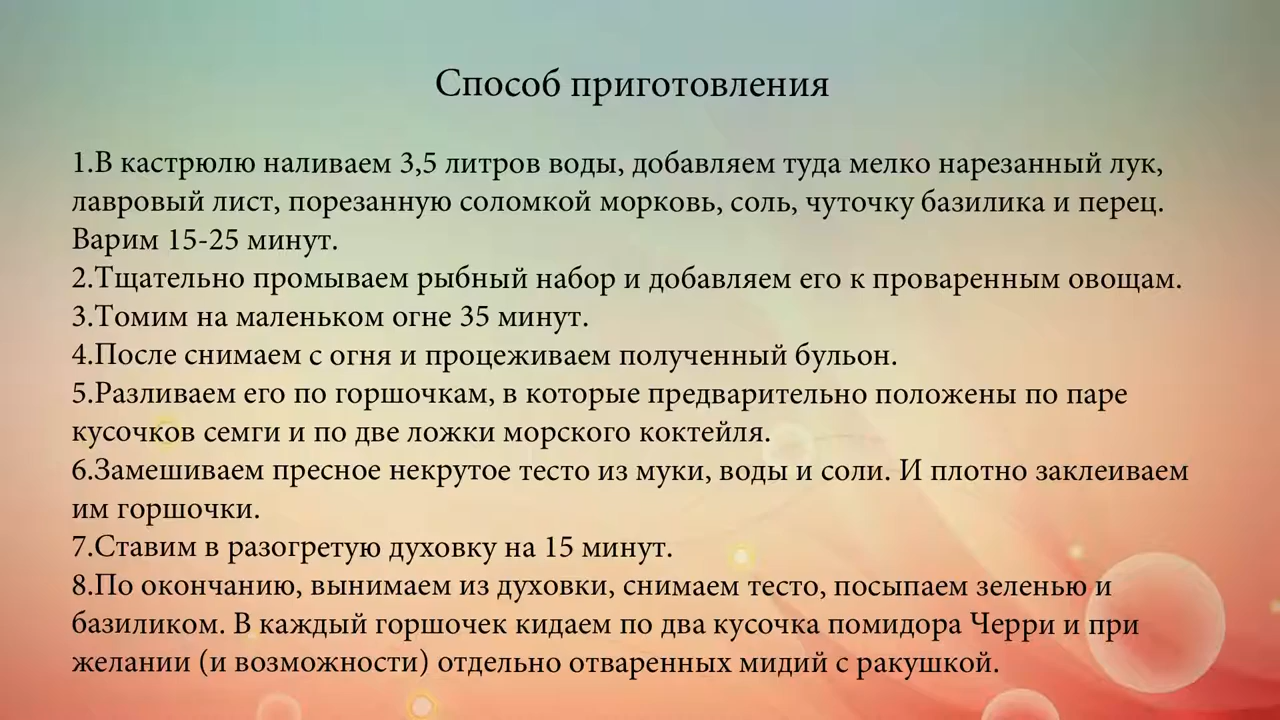 Способ приготовления
1.В кастрюлю наливаем 3,5 литров воды, добавляем туда мелко нарезанный лук,
лавровый лист, порезанную соломкой морковь, соль, чуточку базилика и перец.
Варим 15-25 минут.
2.Тщательно промываем рыбный набор и добавляем его к проваренным овощам.
3.Томим на маленьком огне 35 минут.
4.После снимаем с огня и процеживаем полученный бульон.
5.Разливаем его по горшочкам, в которые предварительно положены по паре
кусочков семги и по две ложки морского коктейля.
6.Замешиваем пресное некрутое тесто из муки, воды и соли. И плотно заклеиваем
им горшочки.
7.Ставим в разогретую духовку на 15 минут.
8.По окончанию, вынимаем из духовки, снимаем тесто, посыпаем зеленью и
базиликом. В каждый горшочек кидаем по два кусочка помидора Черри и при
желании (и возможности) отдельно отваренных мидий с ракушкой.